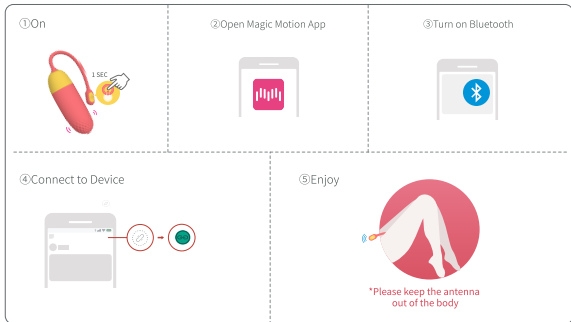 ①On
②Open Magic Motion App
③Turn on Bluetooth
1 SEC
④Connect to Device
⑤Enjoy
*Please keep the antenna
out of the body